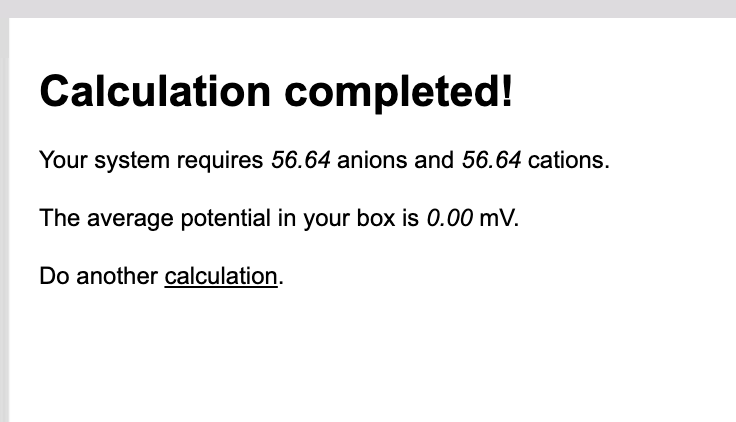 Calculation completed!
Your system requires 56.64 anions and 56.64 cations.
The average potential in your box is 0.00 mV.
Do another calculation.